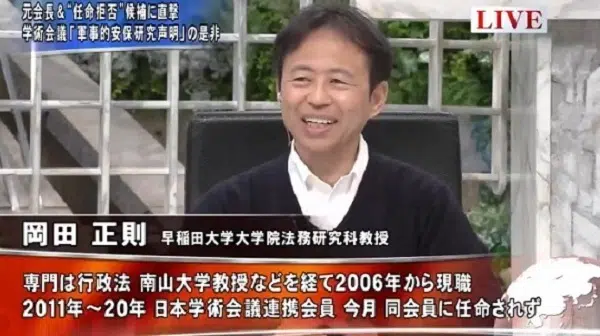 元会長&“任命拒否”候補に直撃
学術会議「軍事的安保研究声明」の是非
LIVE
岡田 正則 早稲田大学大学院法務研究科教授
専門は行政法 南山大学教授などを経て2006年から現職
2011年～20年 日本学術会議連携会員 今月 同会員に任命されず